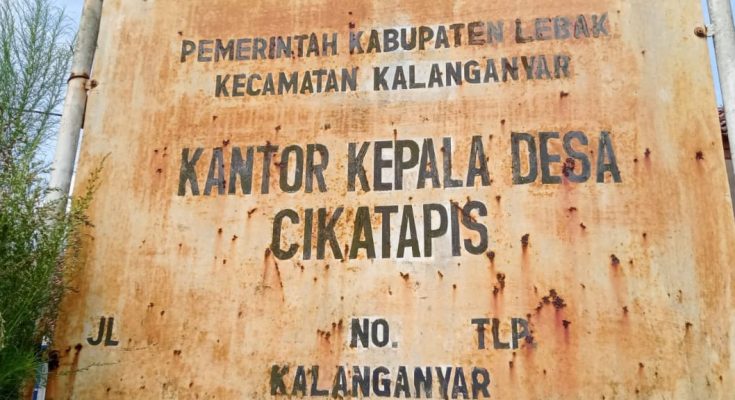 PEMERINTAH KABUPATEN LEBAK
KECAMATAN KALANGANYAR
KANTOR KEPALA DESA
CIKATAPIS
JL NO. TLP.
KALANGANYAR